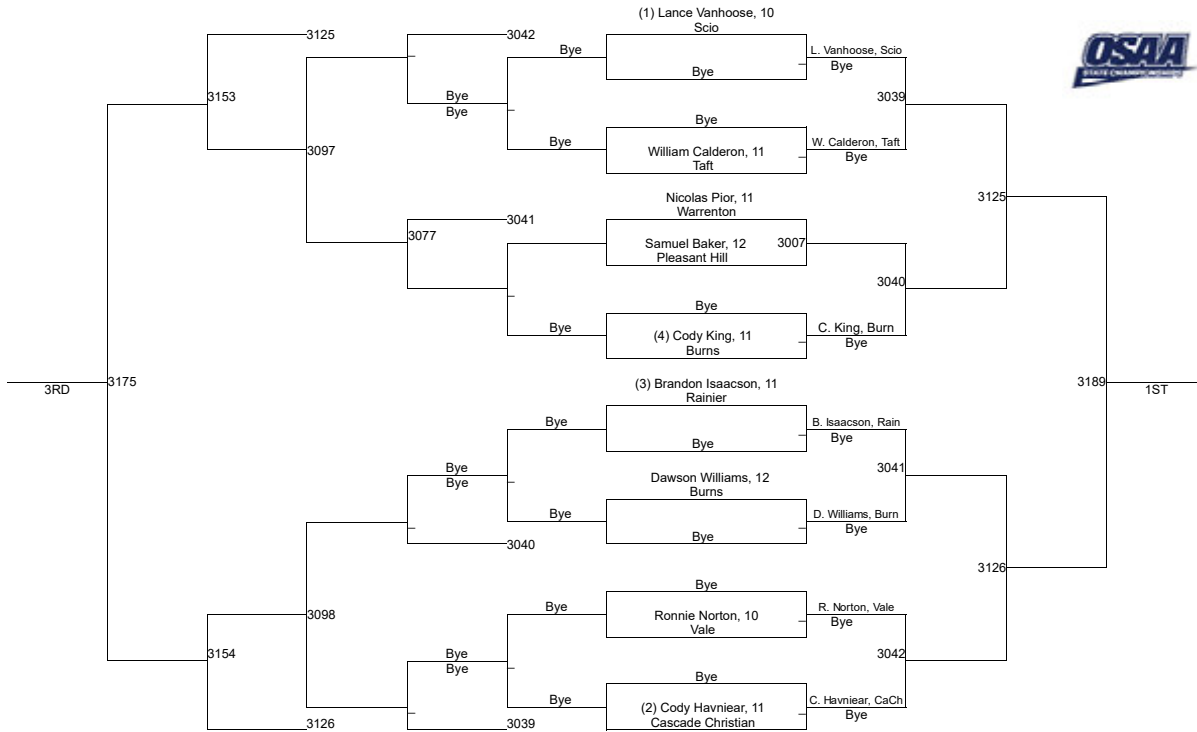 (1) Lance Vanhoose, 10
Scio
3125
3042
Bye
L. Vanhoose, Scio
Bye
Bye
OSAA
STATE CHAMPIONSHIPS
3153
Bye
Bye
3039
Bye
Bye
W. Calderon, Taft
William Calderon, 11
Taft
Bye
3097
Nicolas Pior, 11
Warrenton
3125
3041
3077
Samuel Baker, 12
Pleasant Hill
3007
3040
Bye
Bye
(4) Cody King, 11
Burns
C. King, Burn
Bye
3RD
3175
3189
1ST
(3) Brandon Isaacson, 11
Rainier
Bye
B. Isaacson, Rain
Bye
Bye
Bye
Bye
3041
Dawson Williams, 12
Burns
Bye
D. Williams, Burn
Bye
Bye
3040
3126
Bye
3098
Bye
Ronnie Norton, 10
Vale
R. Norton, Vale
Bye
3154
Bye
Bye
3042
Bye
Bye
(2) Cody Havniear, 11
Cascade Christian
C. Havniear, CaCh
Bye
3126
3039